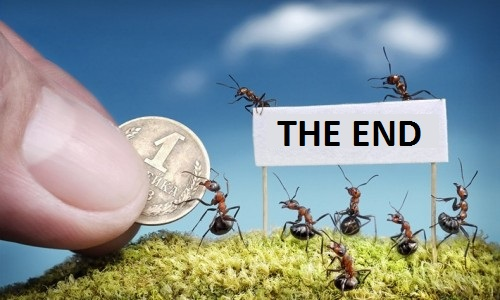 THE END
1